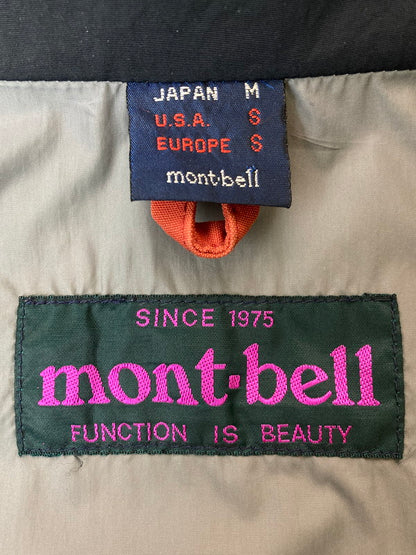 JAPAN M
U.S.A. S
EUROPE S
mont-bell
SINCE 1975
mont-bell
FUNCTION IS BEAUTY